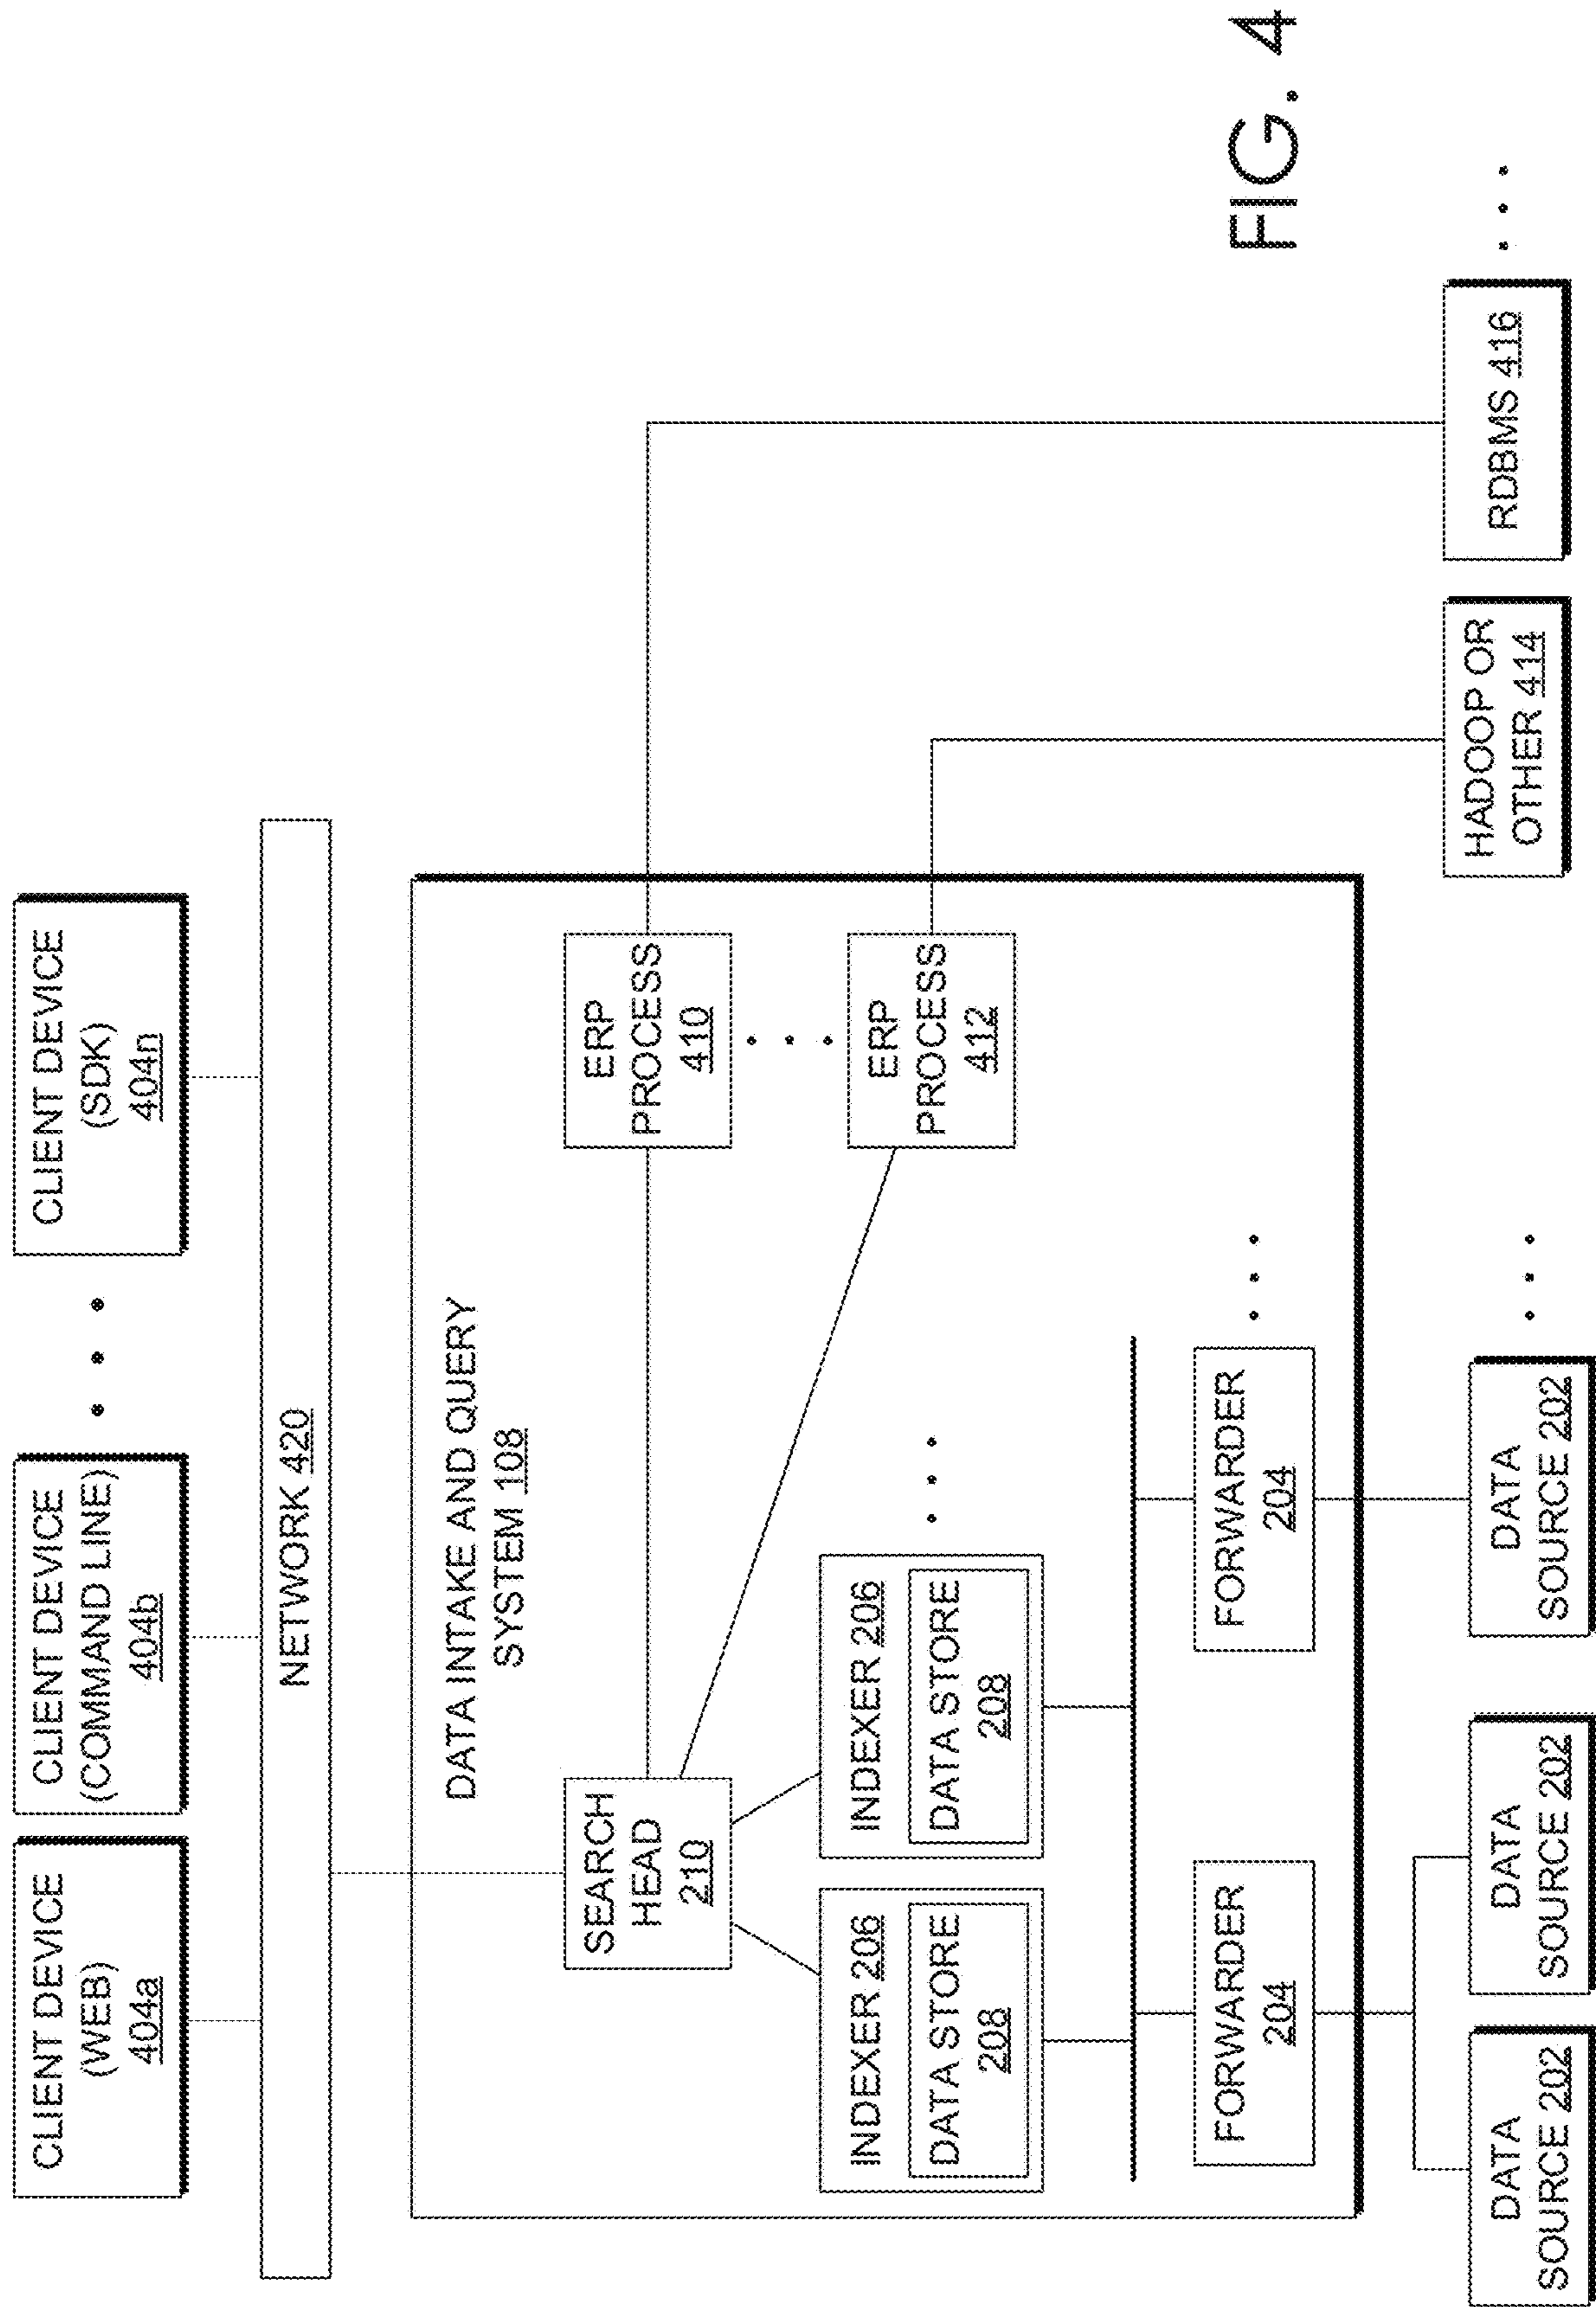 CLIENT DEVICE
(WEB)
404a
CLIENT DEVICE
(COMMAND LINE)
404b
CLIENT DEVICE
(SDK)
404n
NETWORK 420
DATA INTAKE AND QUERY
SYSTEM 108
SEARCH
HEAD
210
ERP
PROCESS
410
ERP
PROCESS
412
INDEXER 206
DATA STORE
208
INDEXER 206
DATA STORE
208
FORWARDER
204
FORWARDER
204
DATA
SOURCE 202
DATA
SOURCE 202
DATA
SOURCE 202
HADOOP OR
OTHER 414
RDBMS 416
FIG. 4